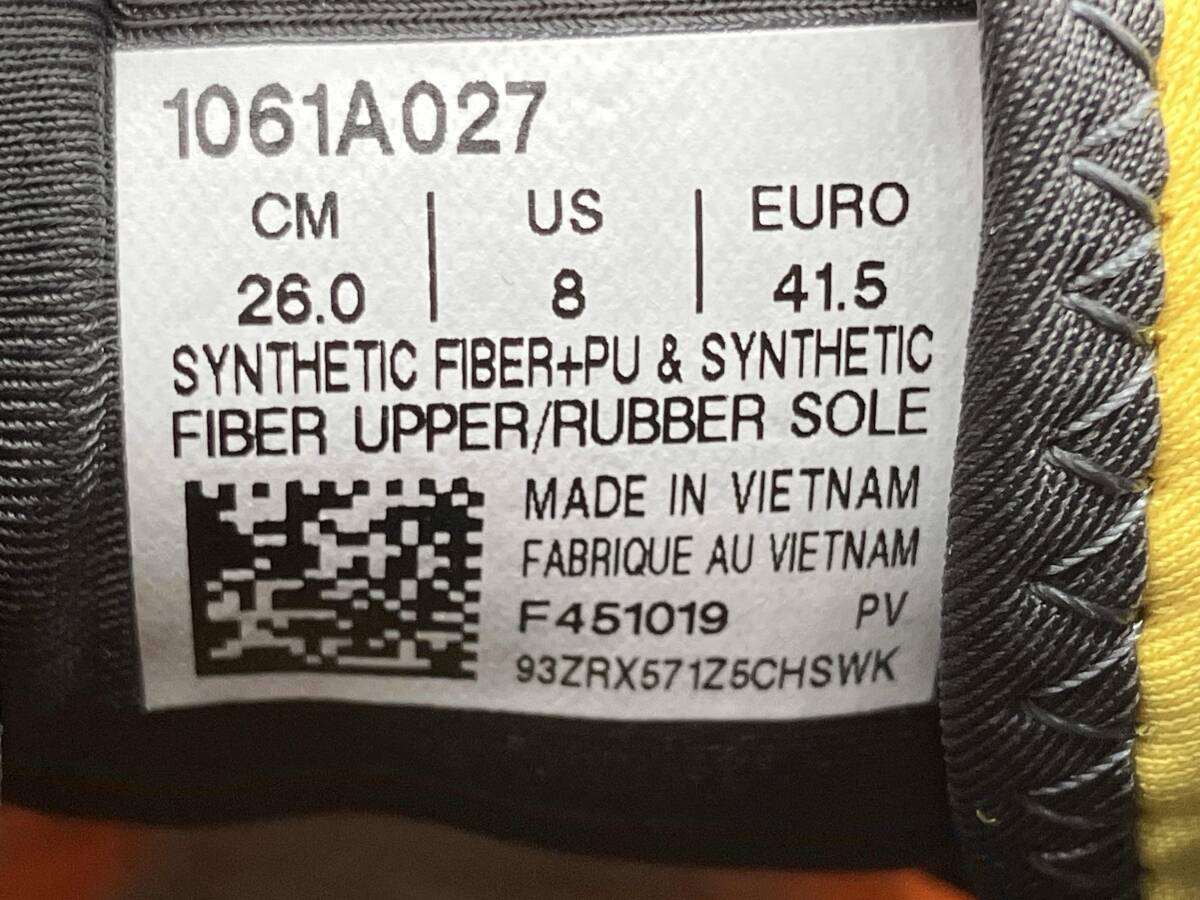 1061A027
CM | US | EURO
26.0 | 8 | 41.5
SYNTHETIC FIBER+PU & SYNTHETIC
FIBER UPPER/RUBBER SOLE
MADE IN VIETNAM
FABRIQUE AU VIETNAM
F451019 PV
93ZRX571Z5CHSWK